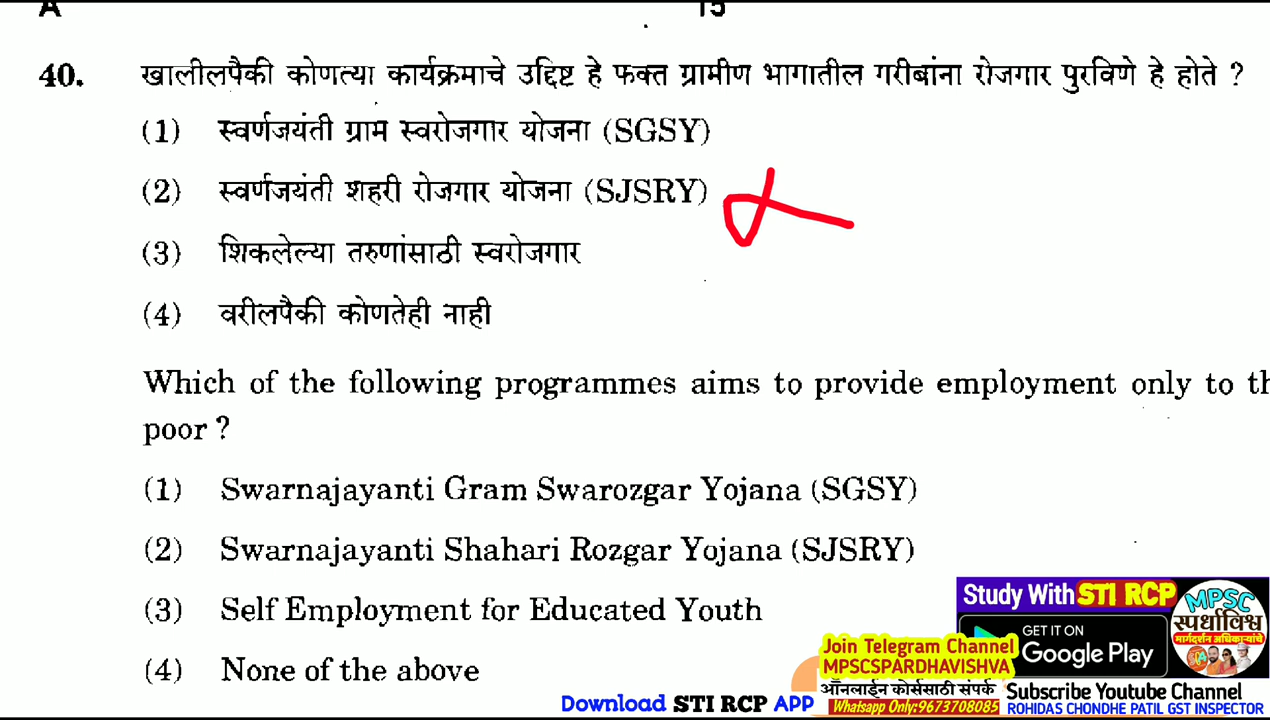 A 15
40. खालीलपैकी कोणत्या कार्यक्रमाचे उद्दिष्ट हे फक्त ग्रामीण भागातील गरीबांना रोजगार पुरविणे हे होते ?
(1) स्वर्णजयंती ग्राम स्वरोजगार योजना (SGSY)
(2) स्वर्णजयंती शहरी रोजगार योजना (SJSRY)
(3) शिकलेल्या तरुणांसाठी स्वरोजगार
(4) वरीलपैकी कोणतेही नाही
Which of the following programmes aims to provide employment only to th
poor ?
(1) Swarnajayanti Gram Swarozgar Yojana (SGSY)
(2) Swarnajayanti Shahari Rozgar Yojana (SJSRY)
(3) Self Employment for Educated Youth
(4) None of the above
Study With STI RCP
GET IT ON
Google Play
MPSC
स्पर्धाविश्व
मार्गदर्शन अधिकाऱ्यांचे
Join Telegram Channel
MPSCSPARDHAVISHVA
ऑनलाईन कोर्ससाठी संपर्क
Whatsapp Only:9673708085
Subscribe Youtube Channel
ROHIDAS CHONDHE PATIL GST INSPECTOR
Download STI RCP APP